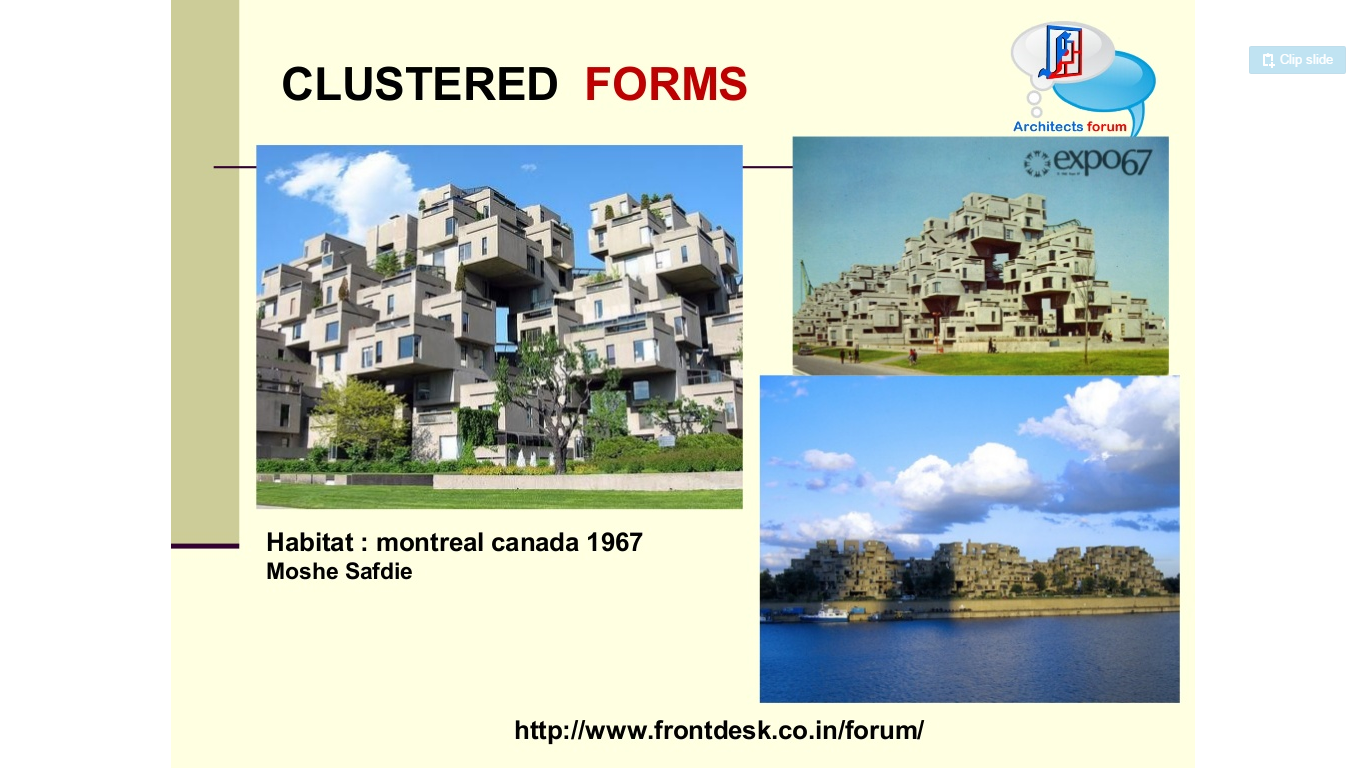 CLUSTERED FORMS
Architects forum
Clip slide
expo67
Habitat : montreal canada 1967
Moshe Safdie
http://www.frontdesk.co.in/forum/